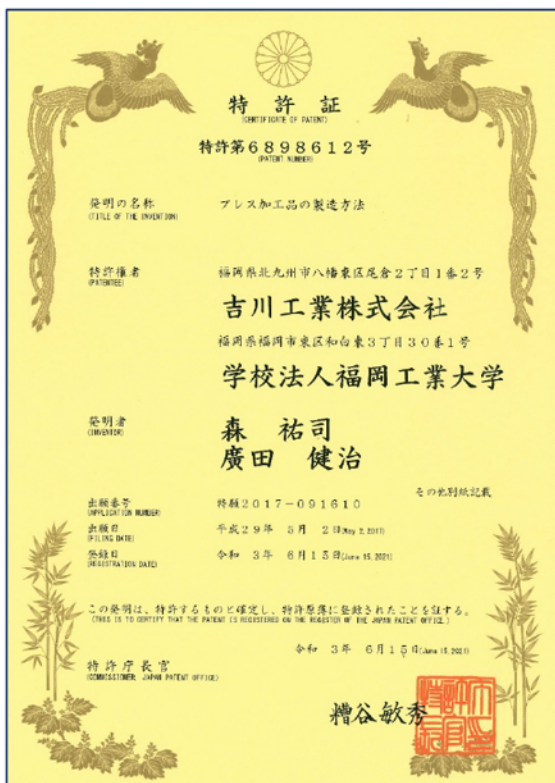 特許証
(CERTIFICATE OF PATENT)
特許第6898612号
(PATENT NUMBER)
発明の名称
(TITLE OF THE INVENTION)
プレス加工品の製造方法
特許権者
(PATENTEE)
福岡県北九州市八幡東区尾倉2丁目1番2号
吉川工業株式会社
福岡県福岡市東区和白東3丁目30番1号
学校法人福岡工業大学
発明者
(INVENTOR)
森 祐司
廣田 健治
その他別紙記載
出願番号
(APPLICATION NUMBER)
特願2017-091610
出願日
(FILING DATE)
平成29年 5月 2日(May 2,2017)
登録日
(REGISTRATION DATE)
令和 3年 6月15日(June 15,2021)
この発明は、特許するものと確定し、特許原簿に登録されたことを証する。
(THIS IS TO CERTIFY THAT THE PATENT IS REGISTERED ON THE REGISTER OF THE JAPAN PATENT OFFICE.)
令和 3年 6月15日(June 15,2021)
特許庁長官
(COMMISSIONER, JAPAN PATENT OFFICE)
糟谷敏秀